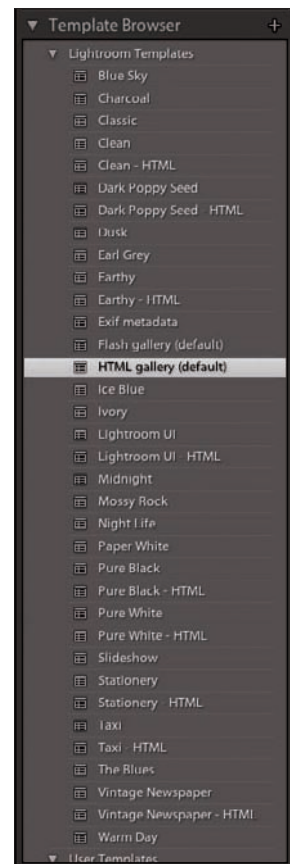 Template Browser
Lightroom Templates
Blue Sky
Charcoal
Classic
Clean
Clean - HTML
Dark Poppy Seed
Dark Poppy Seed - HTML
Dusk
Earl Grey
Earthy
Earthy - HTML
Exif metadata
Flash gallery (default)
HTML gallery (default)
Ice Blue
Ivory
Lightroom UI
Lightroom UI - HTML
Midnight
Mossy Rock
Night Life
Paper White
Pure Black
Pure Black - HTML
Pure White
Pure White - HTML
Slideshow
Stationery
Stationery - HTML
Taxi
Taxi - HTML
The Blues
Vintage Newspaper
Vintage Newspaper - HTML
Warm Day
User Templates